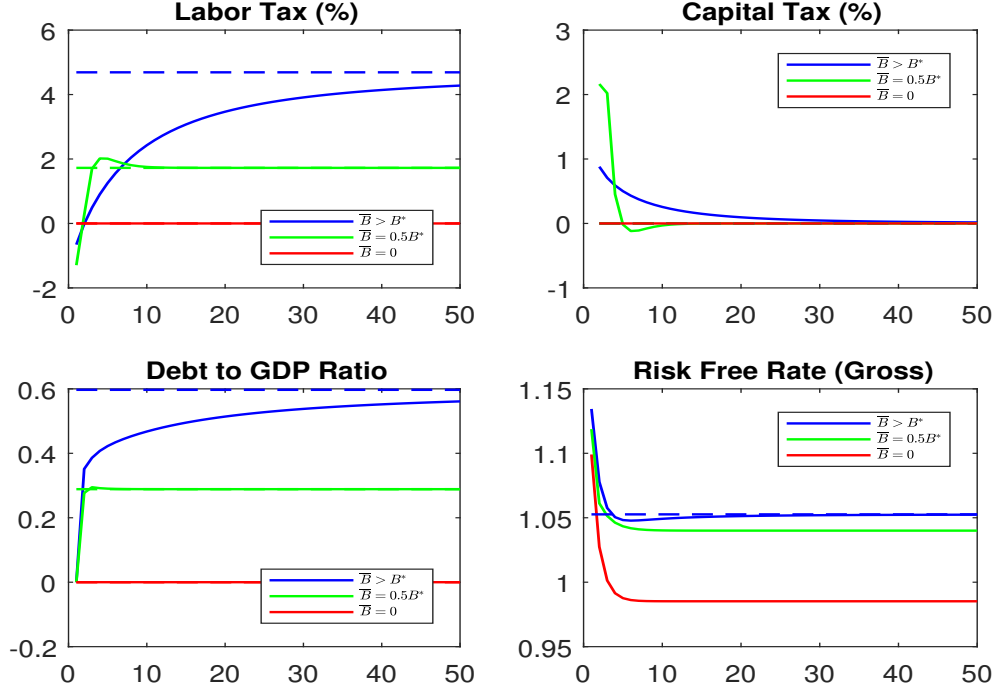 Labor Tax (%)
6
4
2
0
-2
0 10 20 30 40 50
B̅ > B*
B̅ = 0.5B*
B̅ = 0
Capital Tax (%)
3
2
1
0
-1
0 10 20 30 40 50
B̅ > B*
B̅ = 0.5B*
B̅ = 0
Debt to GDP Ratio
0.6
0.4
0.2
0
-0.2
0 10 20 30 40 50
B̅ > B*
B̅ = 0.5B*
B̅ = 0
Risk Free Rate (Gross)
1.15
1.1
1.05
1
0.95
0 10 20 30 40 50
B̅ > B*
B̅ = 0.5B*
B̅ = 0